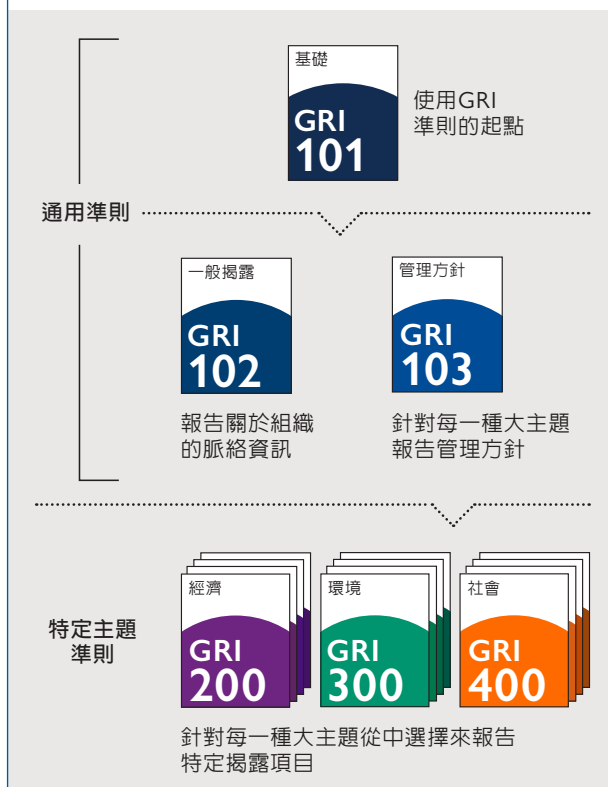 基礎
GRI
101
使用GRI
準則的起點
通用準則
一般揭露
GRI
102
報告關於組織
的脈絡資訊
管理方針
GRI
103
針對每一種大主題
報告管理方針
特定主題
準則
經濟
GRI
200
環境
GRI
300
社會
GRI
400
針對每一種大主題從中選擇來報告
特定揭露項目